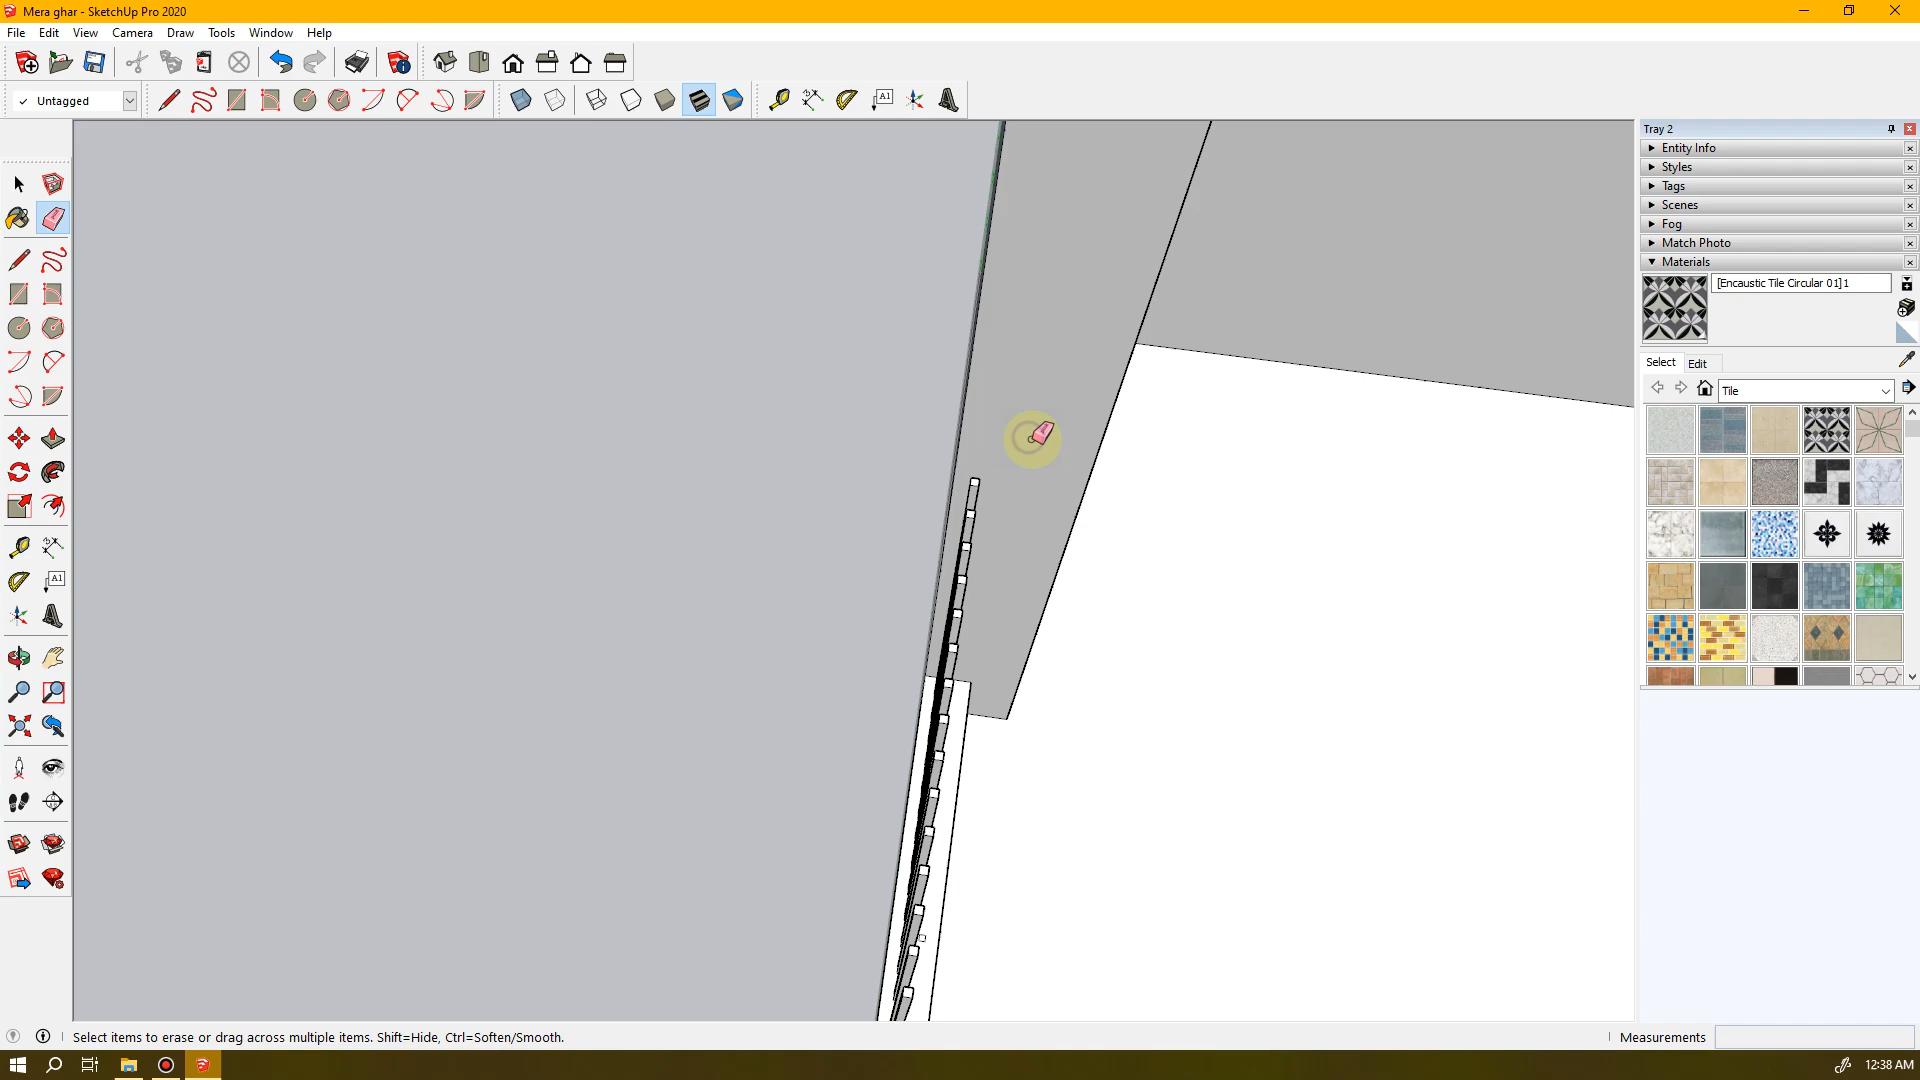 Mera ghar - SketchUp Pro 2020
File Edit View Camera Draw Tools Window Help
✓ Untagged
A1
Tray 2
Entity Info
Styles
Tags
Scenes
Fog
Match Photo
Materials
[Encaustic Tile Circular 01]1
Select Edit
Tile
A1
Select items to erase or drag across multiple items. Shift=Hide, Ctrl=Soften/Smooth.
Measurements
12:38 AM